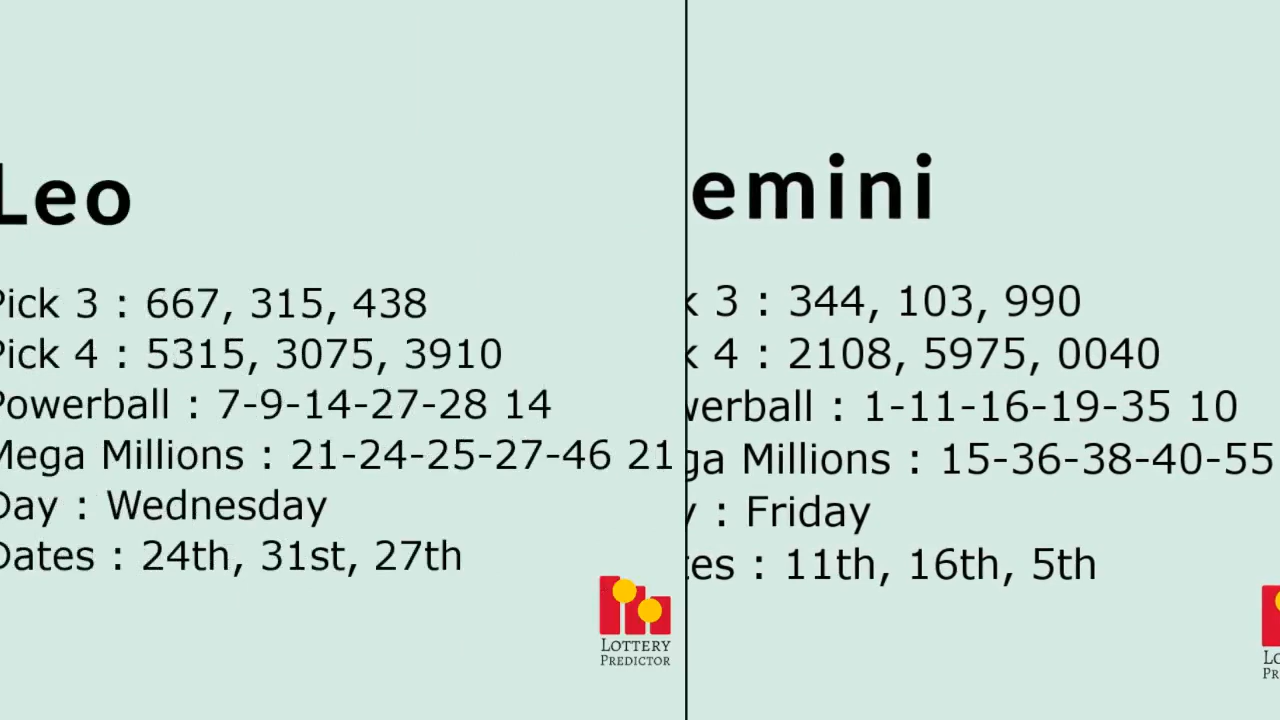 Leo
Pick 3 : 667, 315, 438
Pick 4 : 5315, 3075, 3910
Powerball : 7-9-14-27-28 14
Mega Millions : 21-24-25-27-46 21
Day : Wednesday
Dates : 24th, 31st, 27th
LOTTERY
PREDICTOR
emini
k 3 : 344, 103, 990
k 4 : 2108, 5975, 0040
werball : 1-11-16-19-35 10
ga Millions : 15-36-38-40-55
y : Friday
es : 11th, 16th, 5th